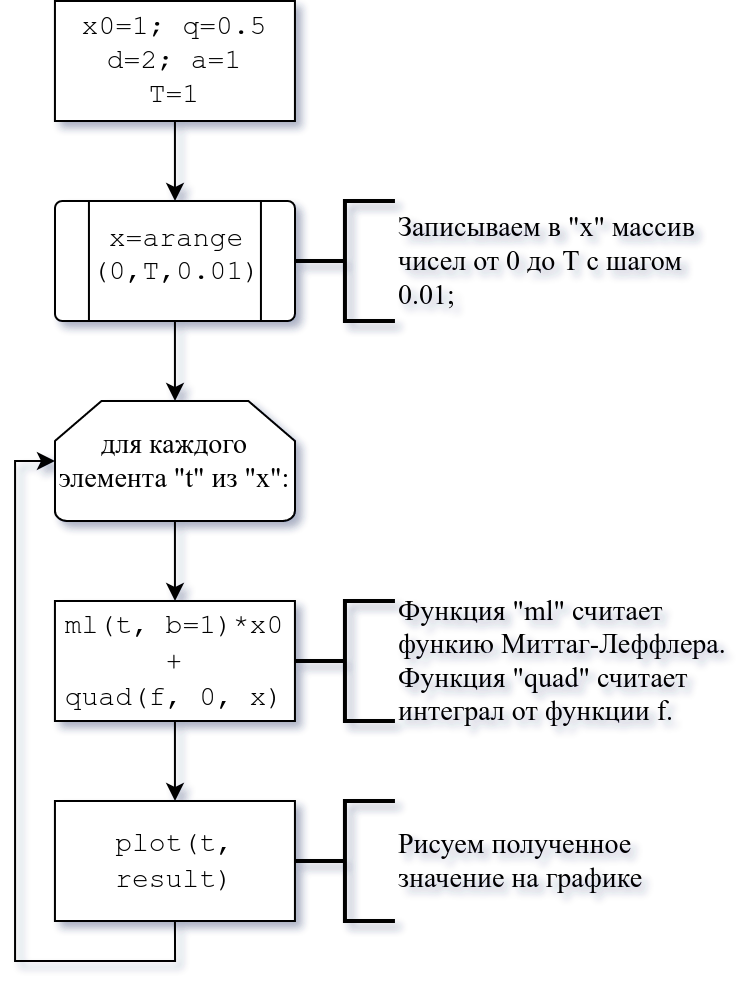 x0=1; q=0.5
d=2; a=1
T=1
x=arange
(0,T,0.01)
Записываем в "x" массив
чисел от 0 до T с шагом
0.01;
для каждого
элемента "t" из "x":
ml(t, b=1)*x0
+
quad(f, 0, x)
Функция "ml" считает
функию Миттаг-Леффлера.
Функция "quad" считает
интеграл от функции f.
plot(t,
result)
Рисуем полученное
значение на графике